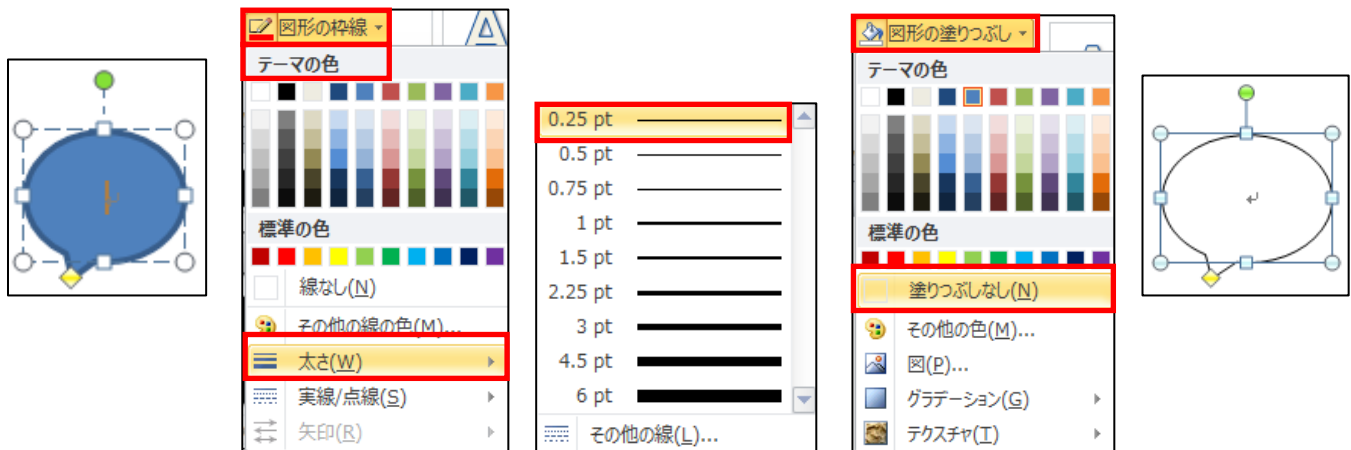 図形の枠線
テーマの色
標準の色
線なし(N)
その他の線の色(M)...
太さ(W)
実線/点線(S)
矢印(R)
0.25 pt
0.5 pt
0.75 pt
1 pt
1.5 pt
2.25 pt
3 pt
4.5 pt
6 pt
その他の線(L)...
図形の塗りつぶし
テーマの色
標準の色
塗りつぶしなし(N)
その他の色(M)...
図(P)...
グラデーション(G)
テクスチャ(T)